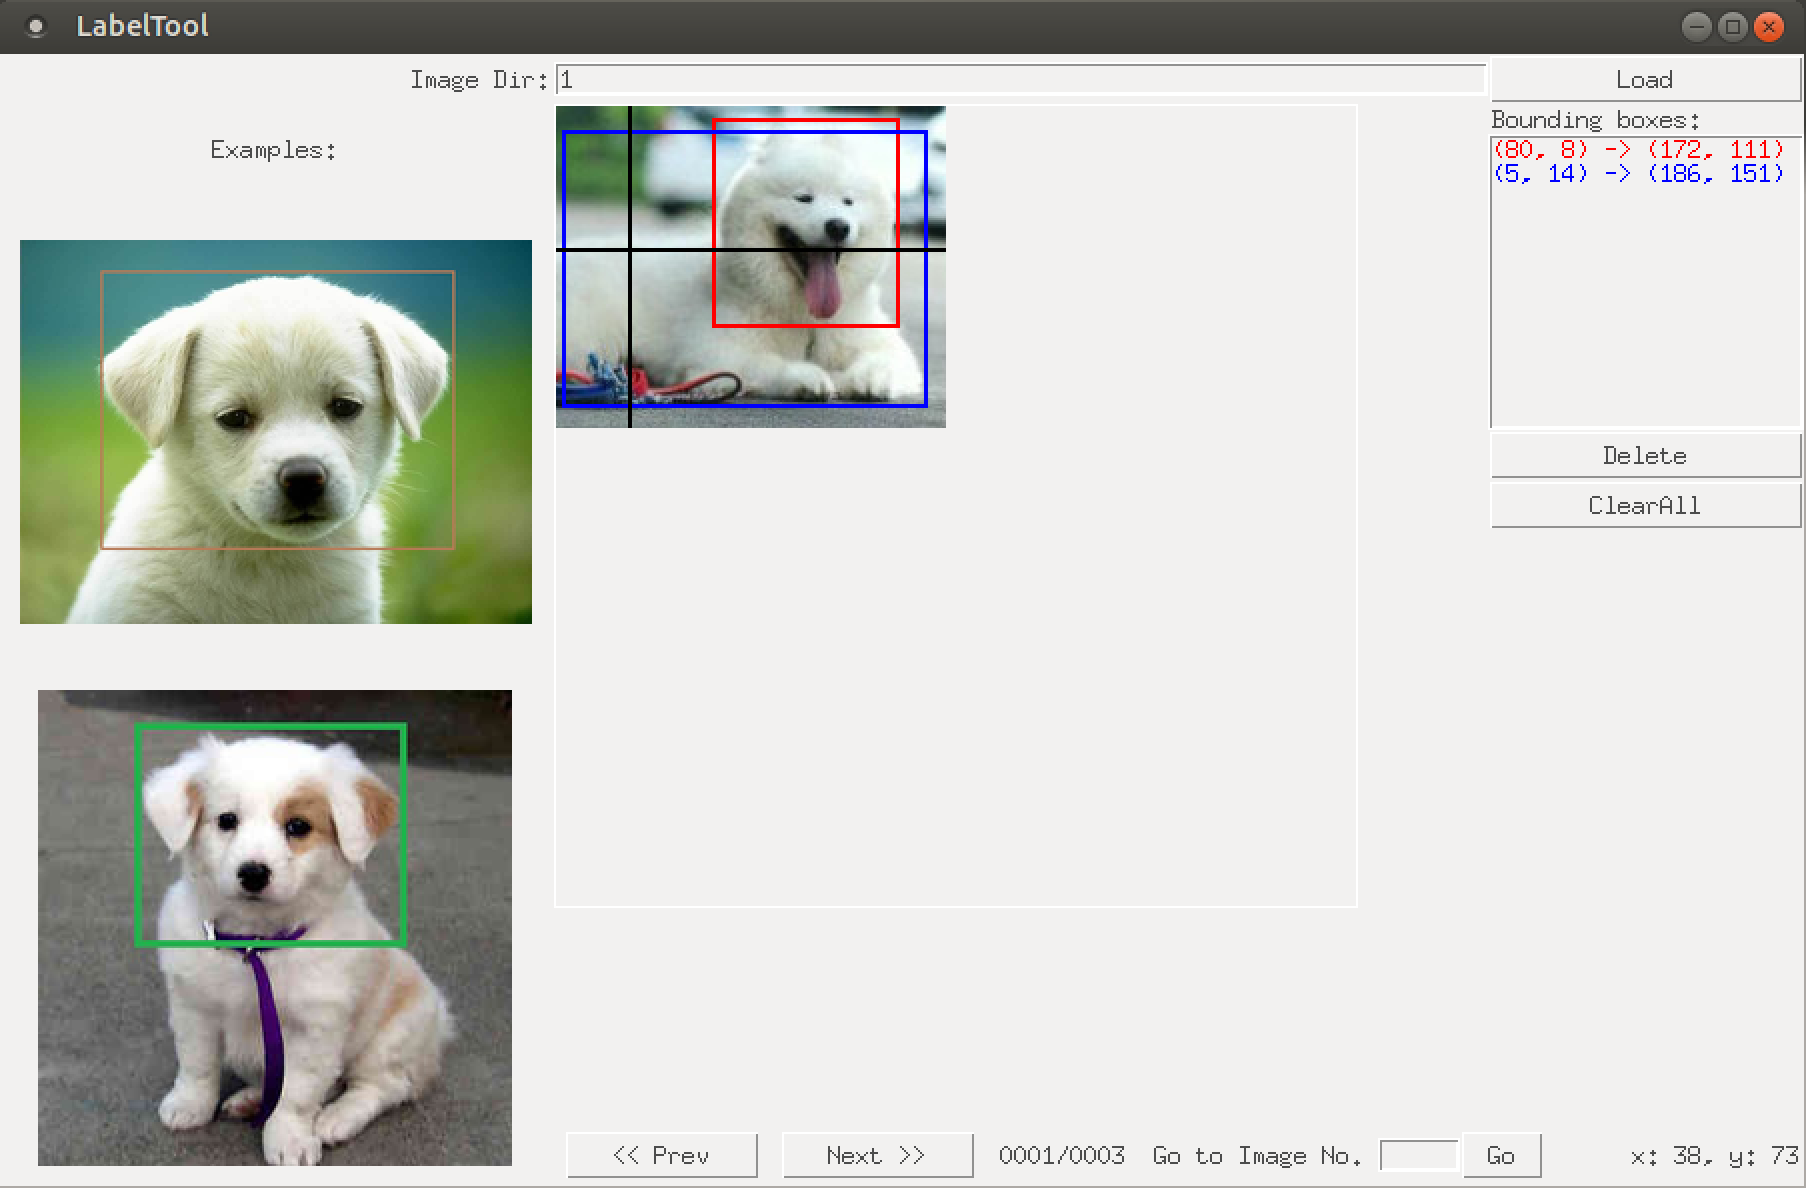 LabelTool
Image Dir: 1
Load
Examples:
Bounding boxes:
(80, 8) -> (172, 111)
(5, 14) -> (186, 151)
Delete
ClearAll
<< Prev
Next >>
0001/0003
Go to Image No.
Go
x: 38, y: 73